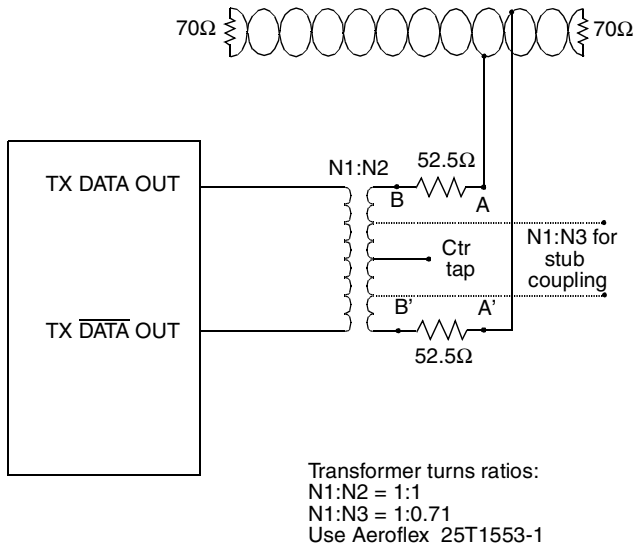 70Ω
70Ω
N1:N2
52.5Ω
TX DATA OUT
B
A
Ctr
tap
N1:N3 for
stub
coupling
B'
A'
TX DATA OUT
52.5Ω
Transformer turns ratios:
N1:N2 = 1:1
N1:N3 = 1:0.71
Use Aeroflex 25T1553-1